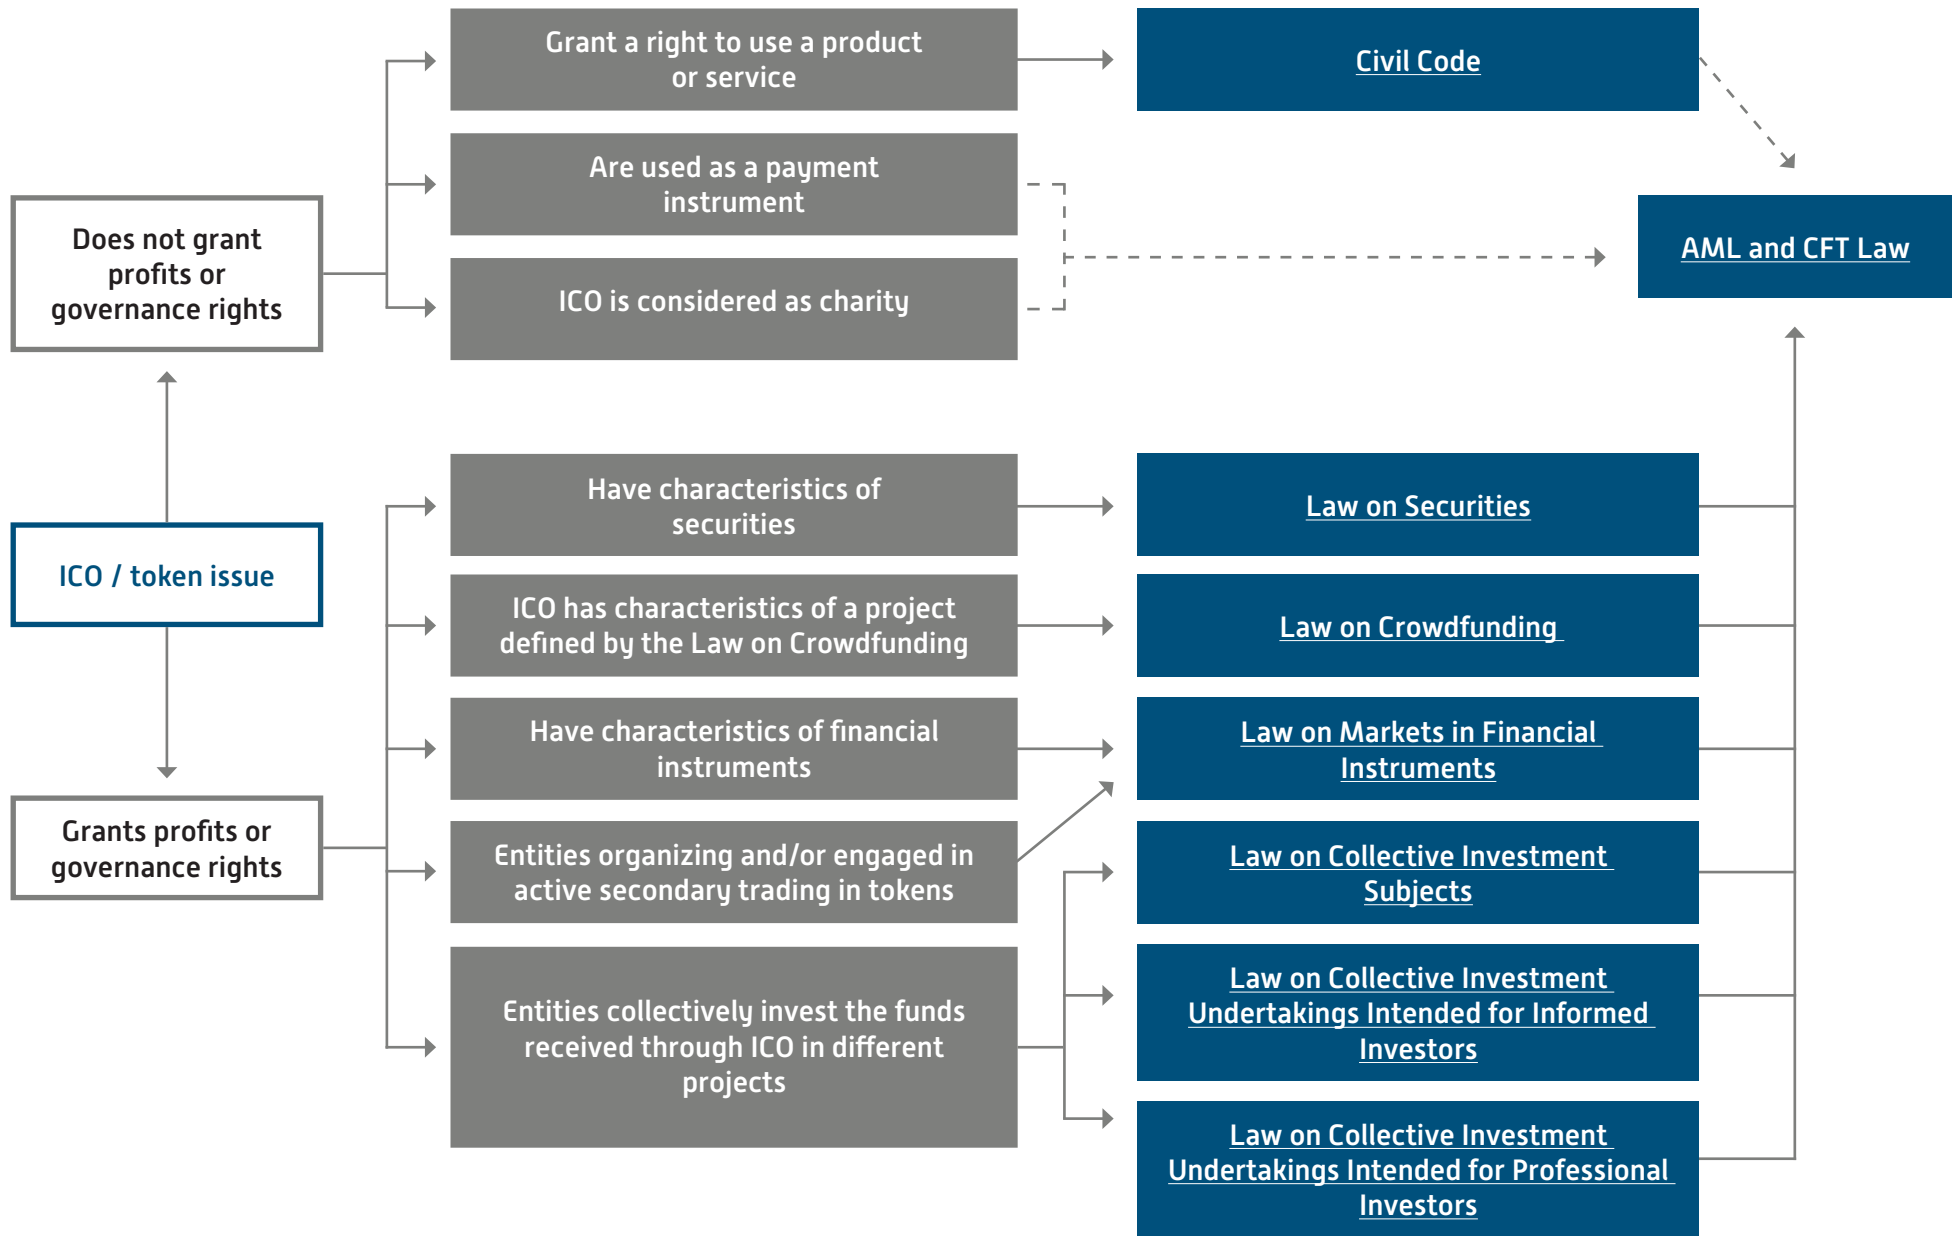 Grant a right to use a product
or service
Civil Code
Are used as a payment
instrument
Does not grant
profits or
governance rights
AML and CFT Law
ICO is considered as charity
Have characteristics of
securities
Law on Securities
ICO / token issue
ICO has characteristics of a project
defined by the Law on Crowdfunding
Law on Crowdfunding
Have characteristics of financial
instruments
Law on Markets in Financial
Instruments
Grants profits or
governance rights
Entities organizing and/or engaged in
active secondary trading in tokens
Law on Collective Investment
Subjects
Entities collectively invest the funds
received through ICO in different
projects
Law on Collective Investment
Undertakings Intended for Informed
Investors
Law on Collective Investment
Undertakings Intended for Professional
Investors